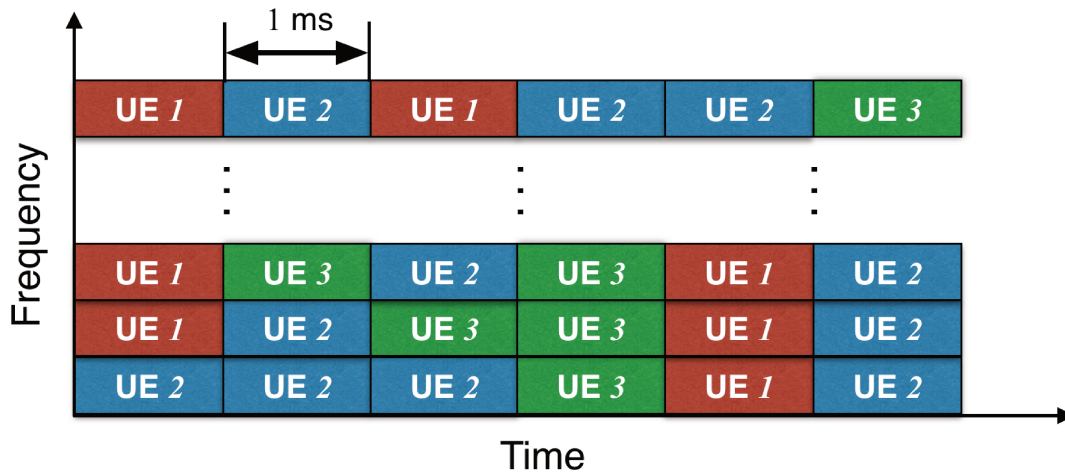 1 ms
UE 1 UE 2 UE 1 UE 2 UE 2 UE 3
UE 1 UE 3 UE 2 UE 3 UE 1 UE 2
UE 1 UE 2 UE 3 UE 3 UE 1 UE 2
UE 2 UE 2 UE 2 UE 3 UE 1 UE 2
Frequency
Time